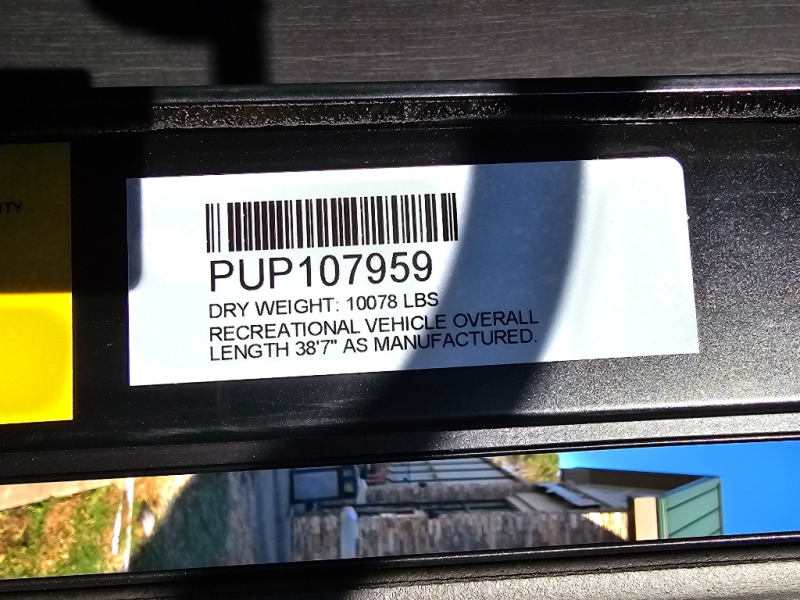 PUP107959
DRY WEIGHT: 10078 LBS
RECREATIONAL VEHICLE OVERALL
LENGTH 38'7" AS MANUFACTURED.